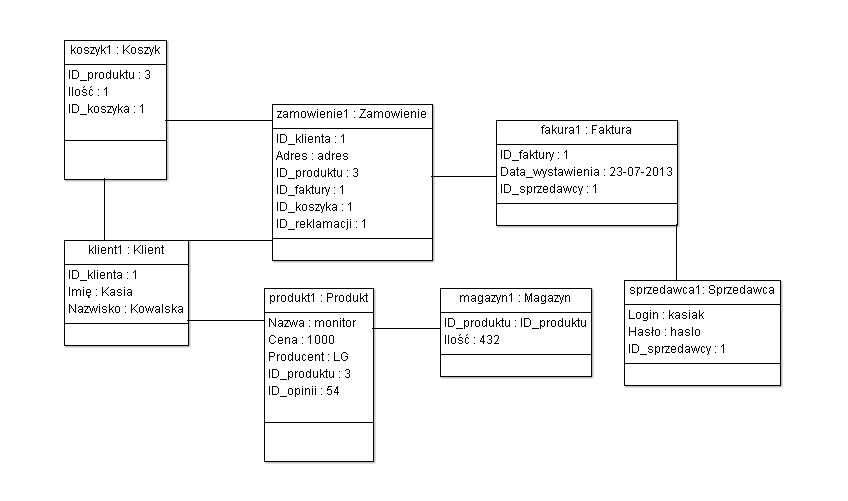 koszyk1 : Koszyk
ID_produktu : 3
Ilość : 1
ID_koszyka : 1
zamowienie1 : Zamowienie
ID_klienta : 1
Adres : adres
ID_produktu : 3
ID_faktury : 1
ID_koszyka : 1
ID_reklamacji : 1
fakura1 : Faktura
ID_faktury : 1
Data_wystawienia : 23-07-2013
ID_sprzedawcy : 1
klient1 : Klient
ID_klienta : 1
Imię : Kasia
Nazwisko : Kowalska
produkt1 : Produkt
Nazwa : monitor
Cena : 1000
Producent : LG
ID_produktu : 3
ID_opinii : 54
magazyn1 : Magazyn
ID_produktu : ID_produktu
Ilość : 432
sprzedawca1: Sprzedawca
Login : kasiak
Hasło : haslo
ID_sprzedawcy : 1